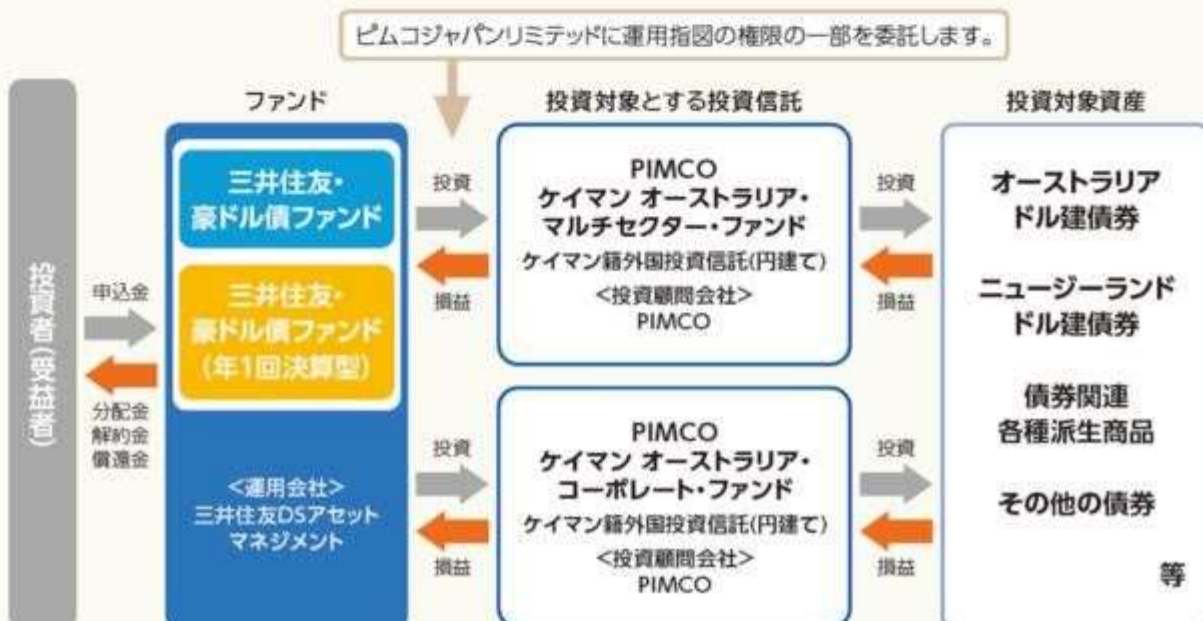 ピムコジャパンリミテッドに運用指図の権限の一部を委託します。
ファンド
投資対象とする投資信託
投資対象資産
投資者(受益者)
申込金
分配金
解約金
償還金
三井住友・
豪ドル債ファンド
三井住友・
豪ドル債ファンド
(年1回決算型)
<運用会社>
三井住友DSアセット
マネジメント
投資
損益
投資
損益
PIMCO
ケイマン オーストラリア・
マルチセクター・ファンド
ケイマン籍外国投資信託(円建て)
<投資顧問会社>
PIMCO
PIMCO
ケイマン オーストラリア・
コーポレート・ファンド
ケイマン籍外国投資信託(円建て)
<投資顧問会社>
PIMCO
投資
損益
投資
損益
オーストラリア
ドル建債券
ニュージーランド
ドル建債券
債券関連
各種派生商品
その他の債券
等